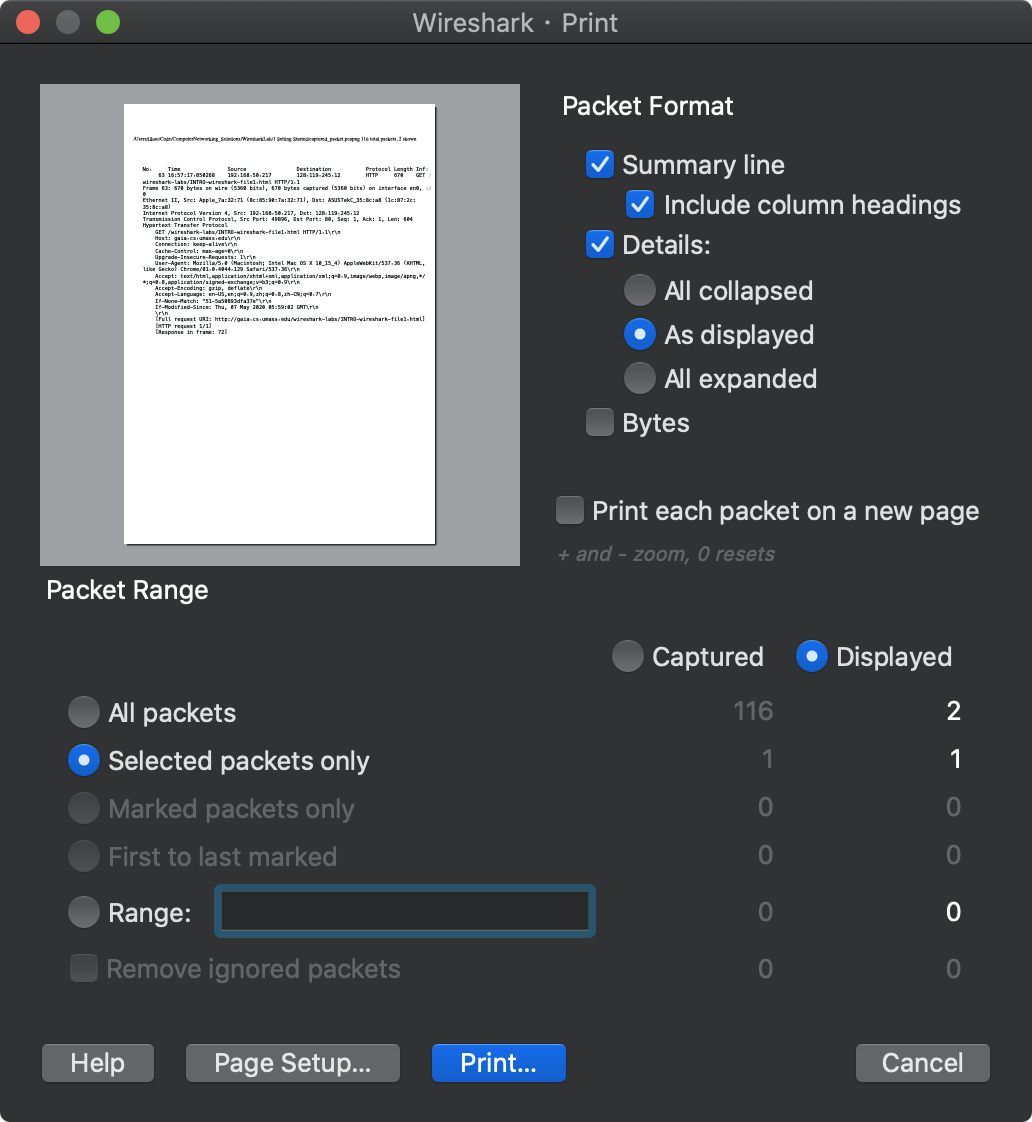 Wireshark · Print
/Users/ihso/Code/ComputerNetworking_Solutions/WiresharkLab/1 Getting Started/captured_packet.pcapng 116 total packets, 2 shown
No. Time Source Destination Protocol Length Info
63 16:57:17.850268 192.168.50.217 128.119.245.12 HTTP 670 GET /
wireshark-labs/INTRO-wireshark-file1.html HTTP/1.1
Frame 63: 670 bytes on wire (5360 bits), 670 bytes captured (5360 bits) on interface en0, id
0
Ethernet II, Src: Apple_7a:32:71 (8c:85:90:7a:32:71), Dst: ASUSTekC_35:8c:a8 (1c:87:2c:
35:8c:a8)
Internet Protocol Version 4, Src: 192.168.50.217, Dst: 128.119.245.12
Transmission Control Protocol, Src Port: 49896, Dst Port: 80, Seq: 1, Ack: 1, Len: 604
Hypertext Transfer Protocol
GET /wireshark-labs/INTRO-wireshark-file1.html HTTP/1.1\r\n
Host: gaia.cs.umass.edu\r\n
Connection: keep-alive\r\n
Cache-Control: max-age=0\r\n
Upgrade-Insecure-Requests: 1\r\n
User-Agent: Mozilla/5.0 (Macintosh; Intel Mac OS X 10_15_4) AppleWebKit/537.36 (KHTML,
like Gecko) Chrome/81.0.4044.129 Safari/537.36\r\n
Accept: text/html,application/xhtml+xml,application/xml;q=0.9,image/webp,image/apng,*/
*;q=0.8,application/signed-exchange;v=b3;q=0.9\r\n
Accept-Encoding: gzip, deflate\r\n
Accept-Language: en-US,en;q=0.9,zh;q=0.8,zh-CN;q=0.7\r\n
If-None-Match: "51-5a50893dfa37e"\r\n
If-Modified-Since: Thu, 07 May 2020 05:59:02 GMT\r\n
\r\n
[Full request URI: http://gaia.cs.umass.edu/wireshark-labs/INTRO-wireshark-file1.html]
[HTTP request 1/1]
[Response in frame: 72]
Packet Format
Summary line
Include column headings
Details:
All collapsed
As displayed
All expanded
Bytes
Print each packet on a new page
+ and - zoom, 0 resets
Packet Range
Captured Displayed
All packets 116 2
Selected packets only 1 1
Marked packets only 0 0
First to last marked 0 0
Range: 0 0
Remove ignored packets 0 0
Help Page Setup... Print... Cancel